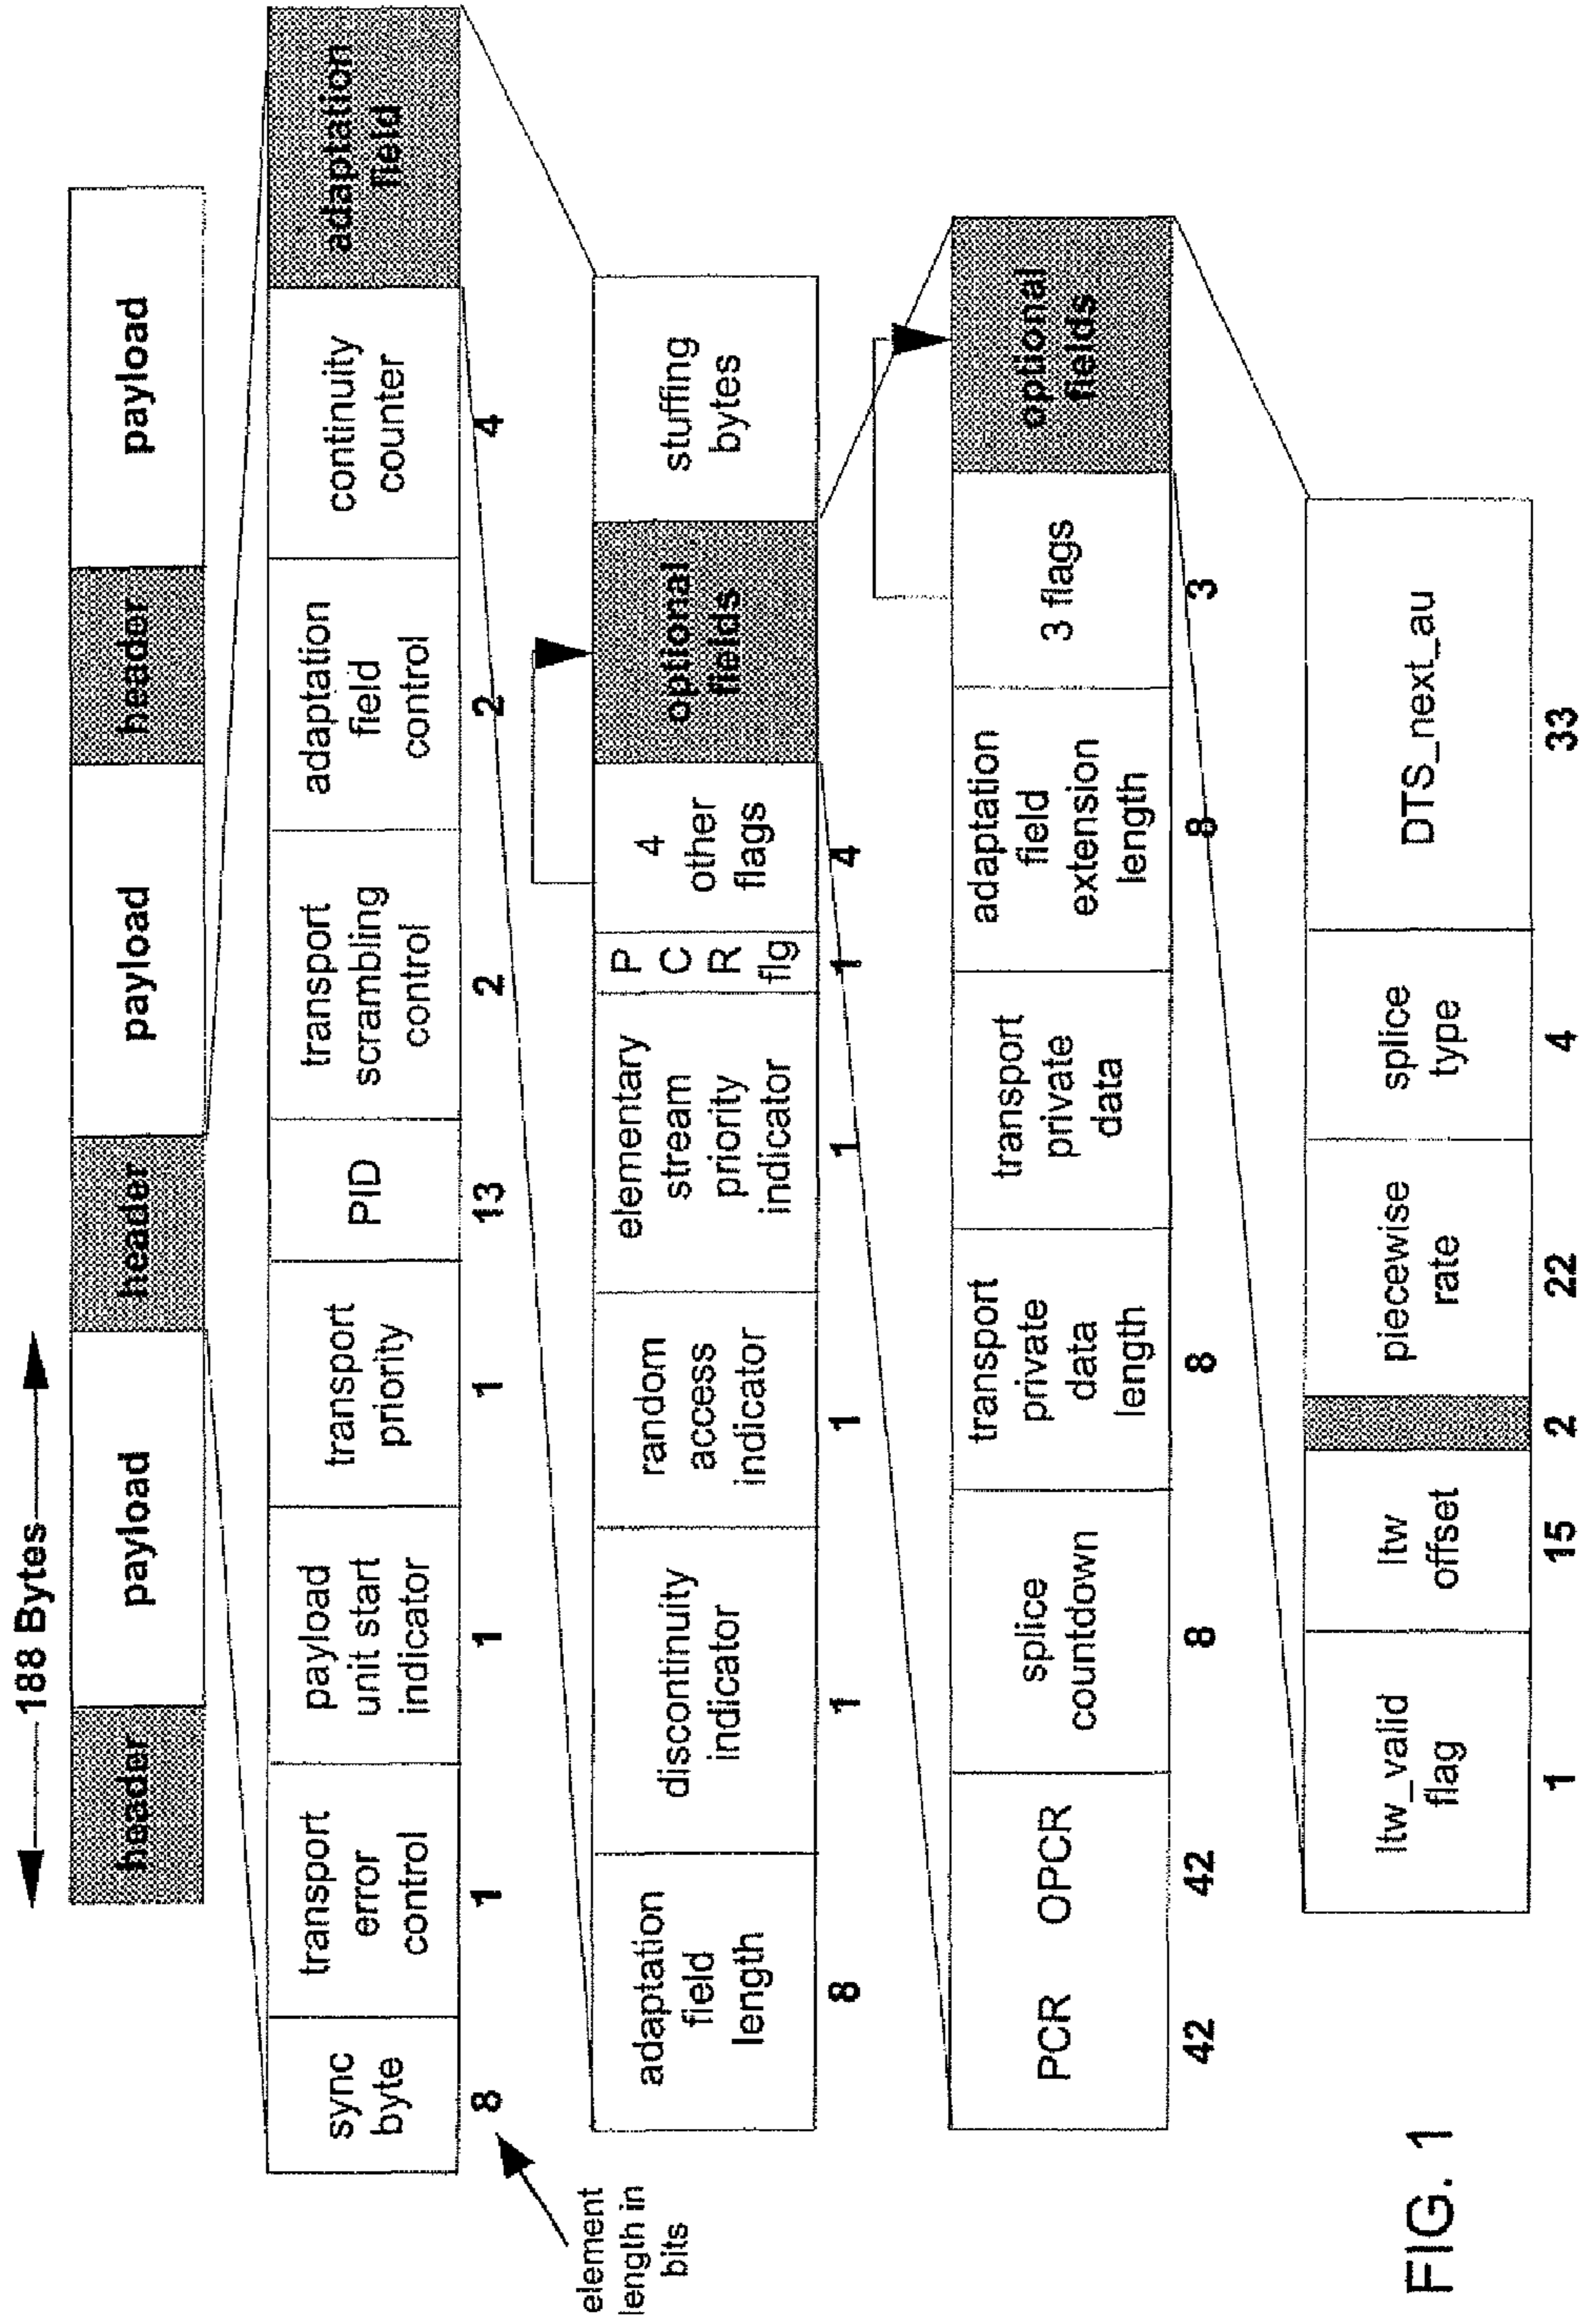 188 Bytes
header
payload
header
payload
header
payload
sync
byte
transport
error
control
payload
unit start
indicator
transport
priority
PID
transport
scrambling
control
adaptation
field
control
continuity
counter
adaptation
field
8
1
1
1
13
2
2
4
element
length in
bits
adaptation
field
length
discontinuity
indicator
random
access
indicator
elementary
stream
priority
indicator
P
C
R
flg
4
other
flags
optional
fields
stuffing
bytes
8
1
1
1
1
4
PCR OPCR
splice
countdown
transport
private
data
length
transport
private
data
adaptation
field
extension
length
3 flags
optional
fields
42
42
8
8
8
3
ltw_valid
flag
ltw
offset
piecewise
rate
splice
type
DTS_next_au
1
15
2
22
4
33
FIG. 1